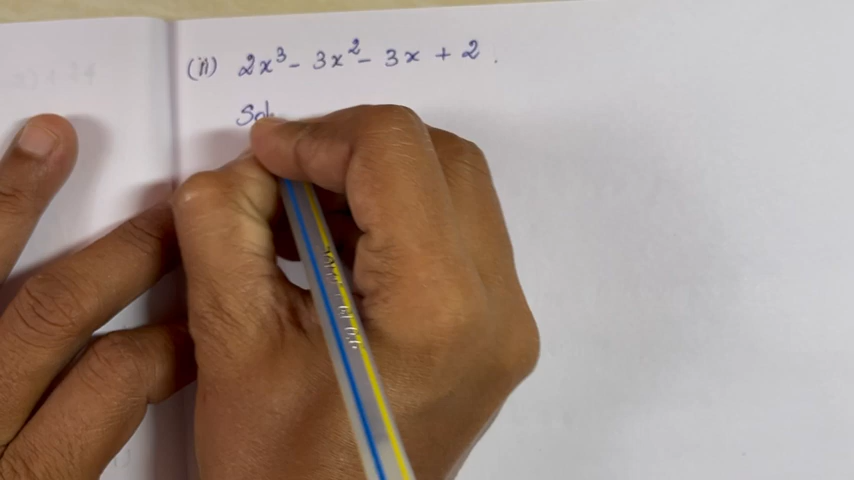 (ii) 2x³ - 3x² - 3x + 2 .
Sol